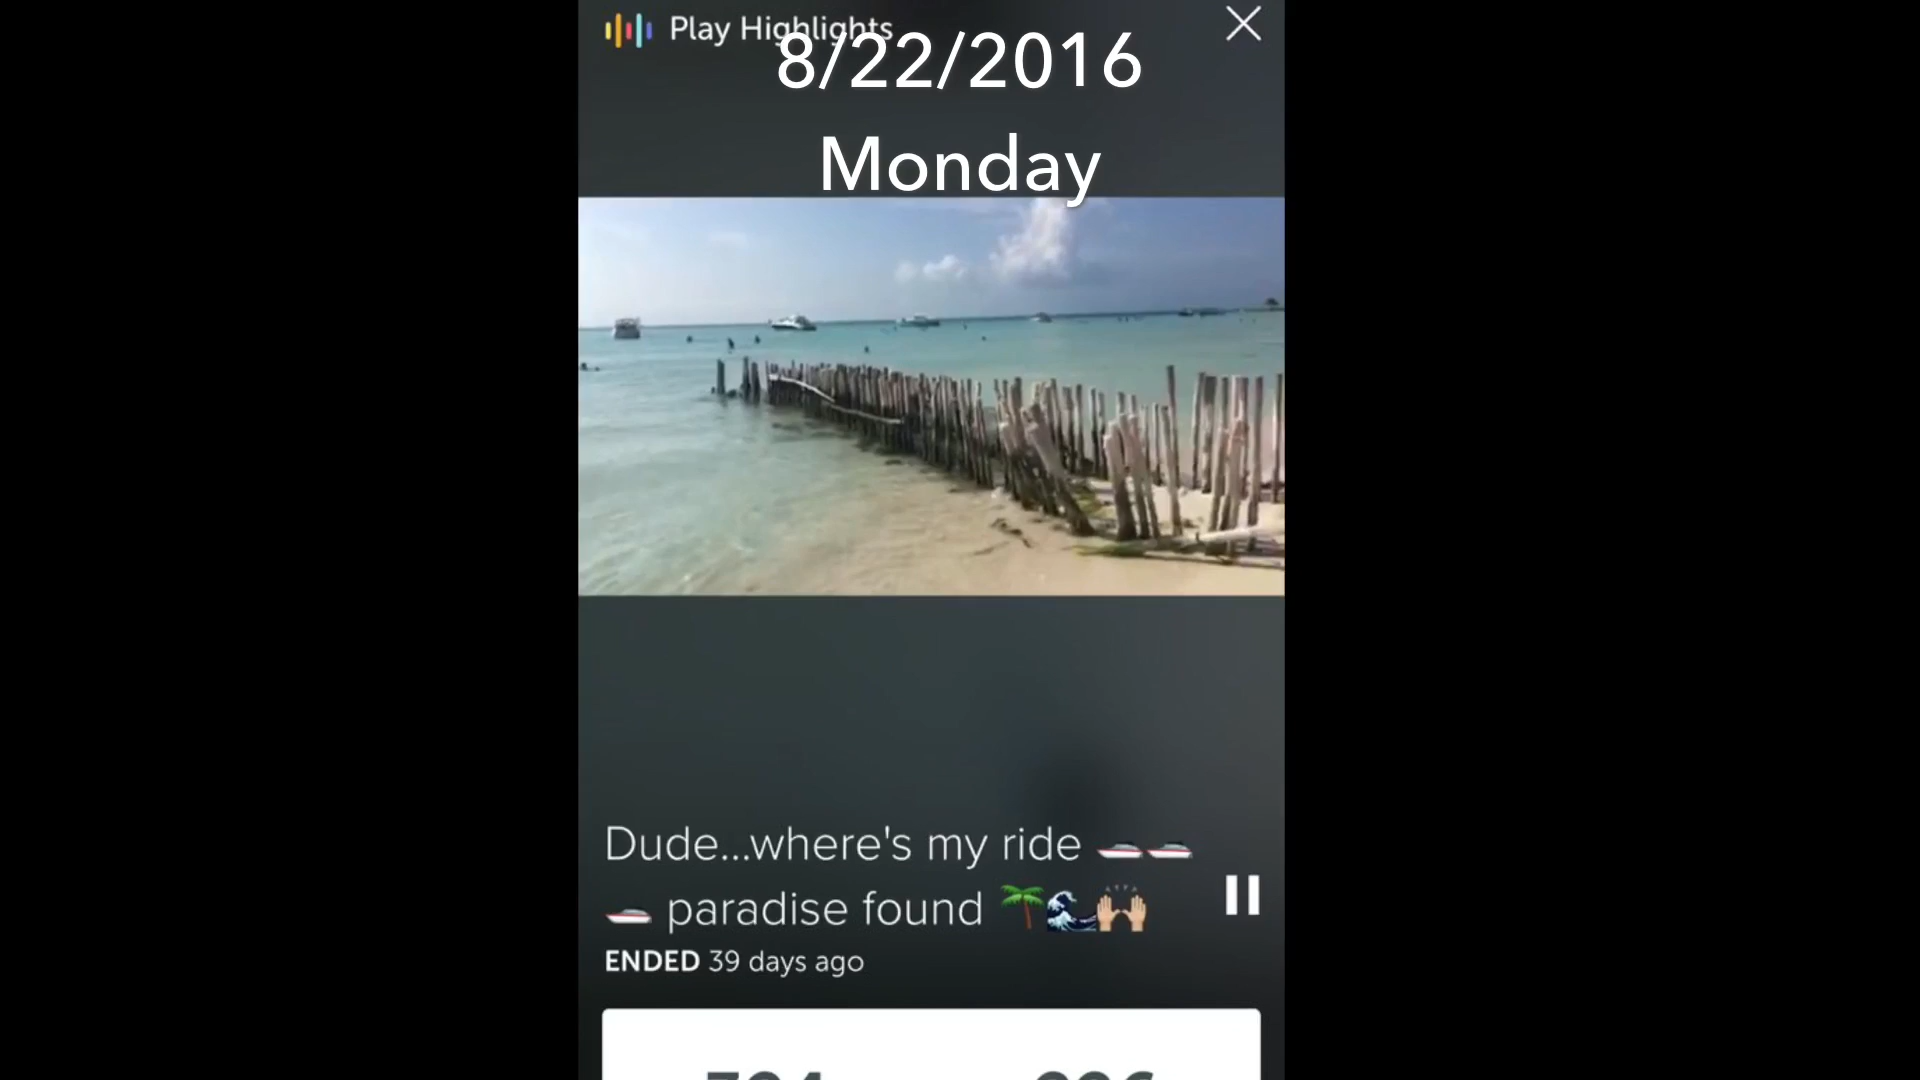 Play Highlights
8/22/2016
Monday
Dude...where's my ride 🚤🚤
🚤 paradise found 🌴🌊🙌🏼
ENDED 39 days ago